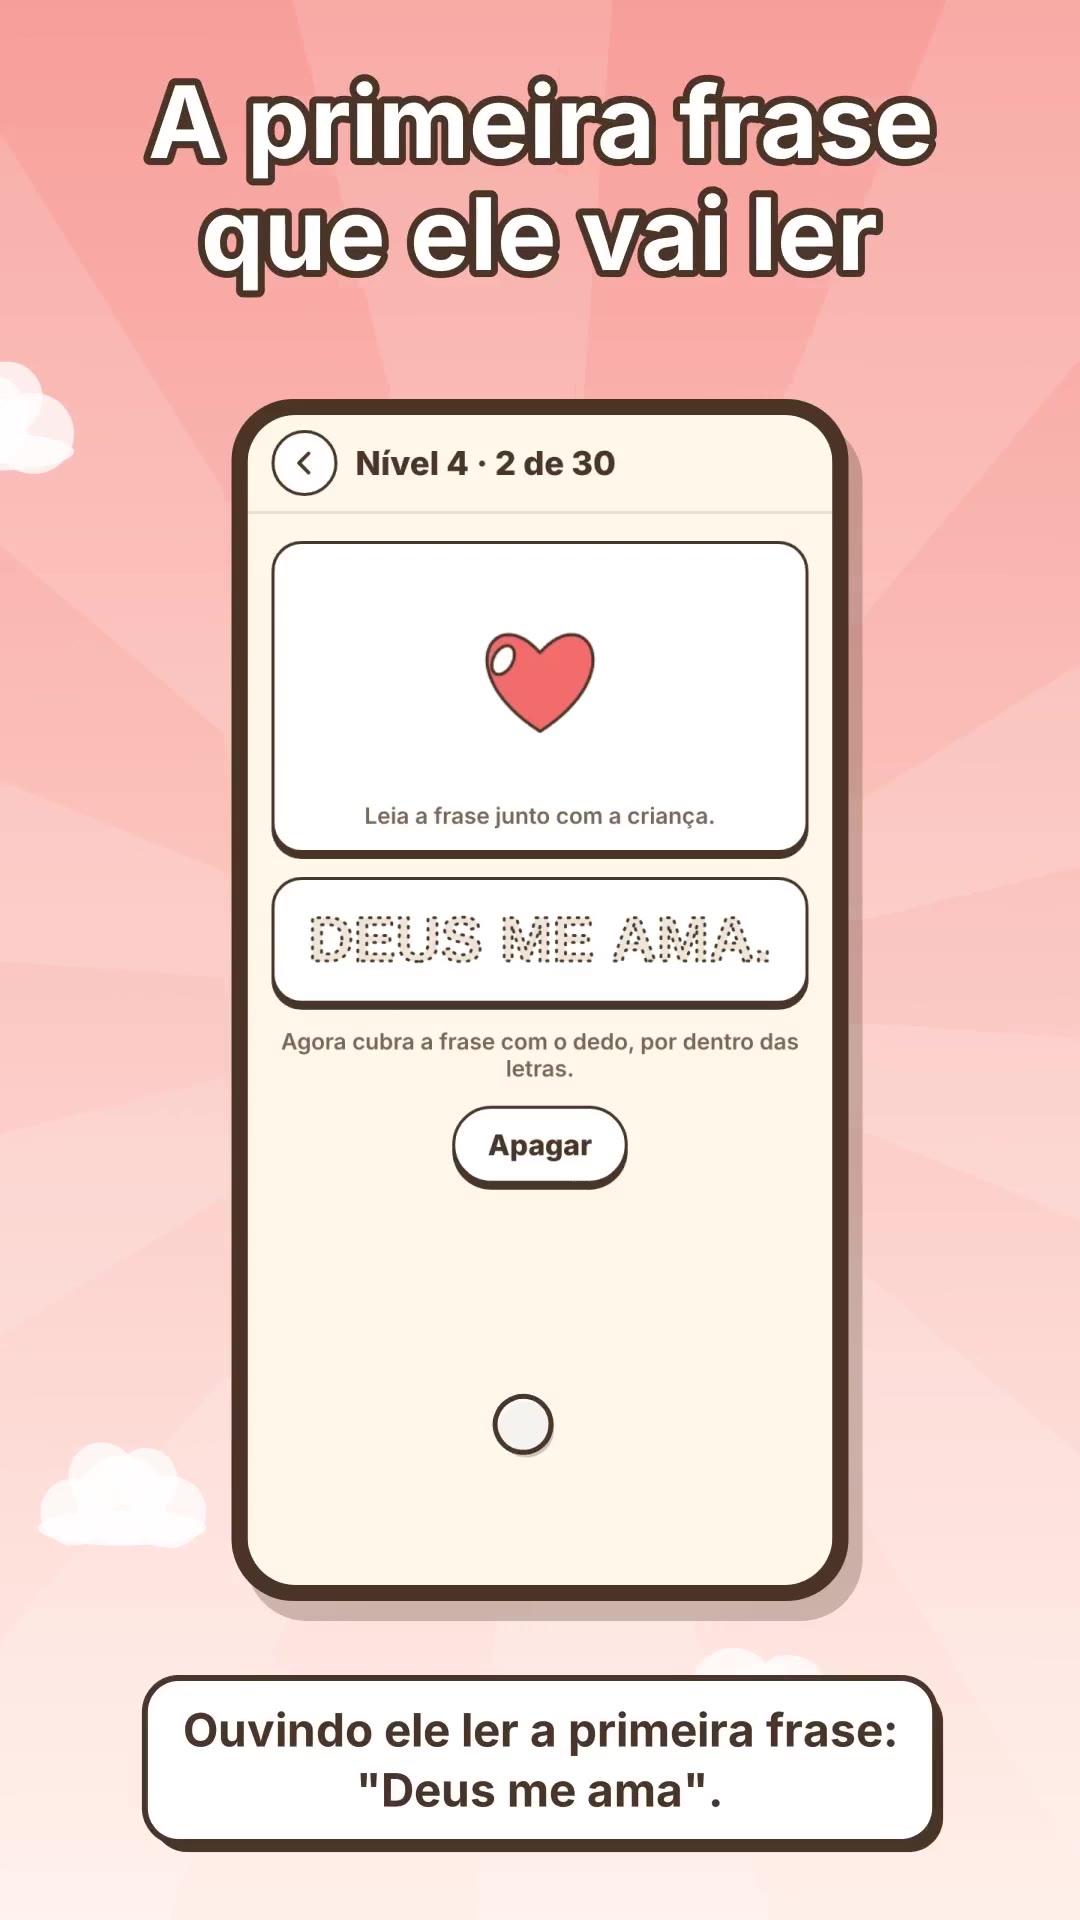 A primeira frase
que ele vai ler
Nível 4 · 2 de 30
Leia a frase junto com a criança.
DEUS ME AMA.
Agora cubra a frase com o dedo, por dentro das
letras.
Apagar
Ouvindo ele ler a primeira frase:
"Deus me ama".